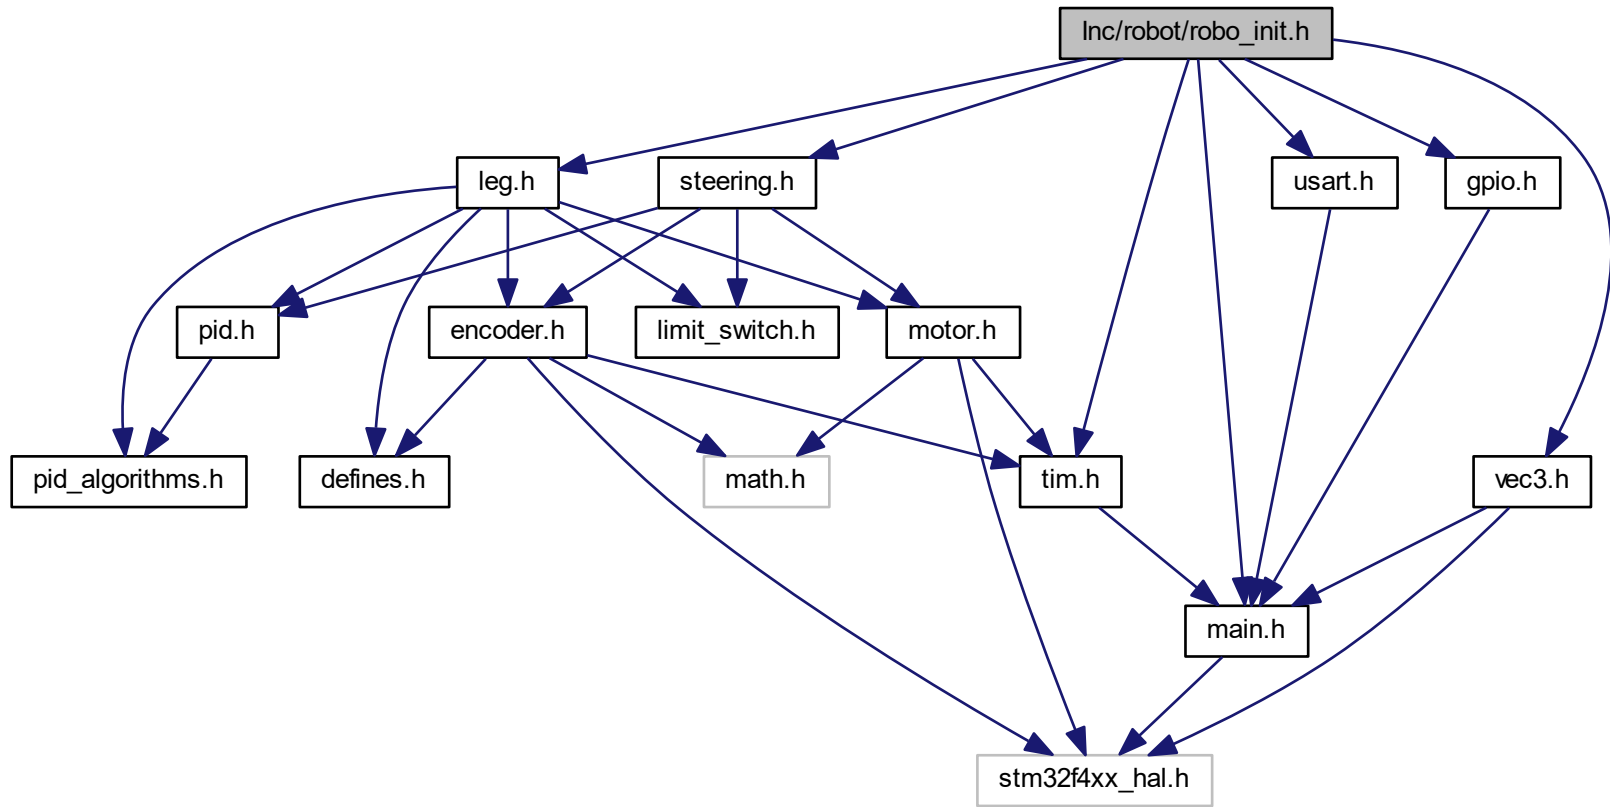 Inc/robot/robo_init.h
leg.h
steering.h
usart.h
gpio.h
pid.h
encoder.h
limit_switch.h
motor.h
pid_algorithms.h
defines.h
math.h
tim.h
vec3.h
main.h
stm32f4xx_hal.h